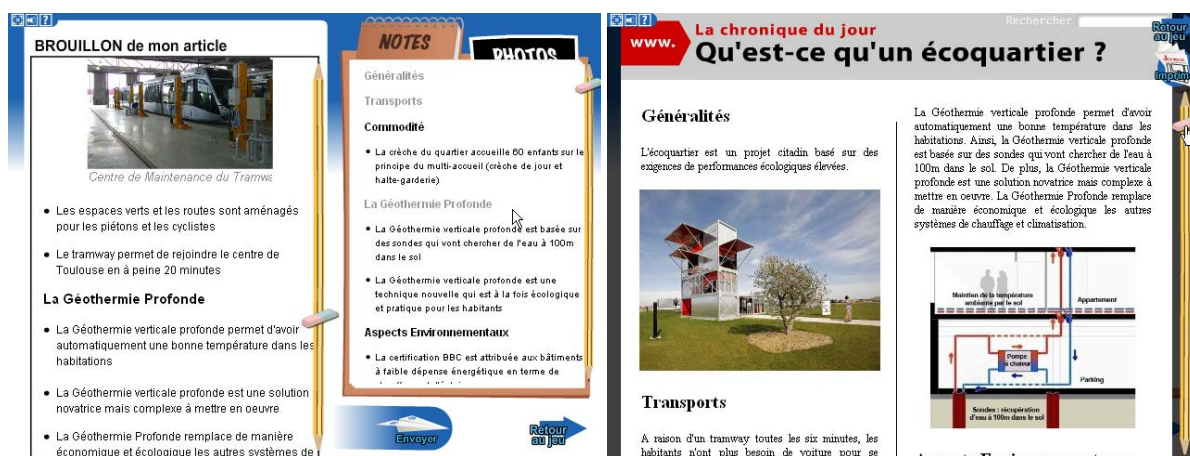 BROUILLON de mon article
Centre de Maintenance du Tramwa
• Les espaces verts et les routes sont aménagés
pour les piétons et les cyclistes
• Le tramway permet de rejoindre le centre de
Toulouse en à peine 20 minutes
La Géothermie Profonde
• La Géothermie verticale profonde permet d'avoir
automatiquement une bonne température dans les
habitations
• La Géothermie verticale profonde est une solution
novatrice mais complexe à mettre en oeuvre
• La Géothermie Profonde remplace de manière
économique et écologique les autres systèmes de
NOTES
PHOTOS
Généralités
Transports
Commodité
• La crèche du quartier accueille 60 enfants sur le
principe du multi-accueil (crèche de jour et
halte-garderie)
La Géothermie Profonde
• La Géothermie verticale profonde est basée sur
des sondes qui vont chercher de l'eau à 100m
dans le sol
• La Géothermie verticale profonde est une
technique nouvelle qui est à la fois écologique
et pratique pour les habitants
Aspects Environnementaux
• La certification BBC est attribuée aux bâtiments
à faible dépense énergétique en terme de
Envoyer
Retour
au jeu
www.
La chronique du jour
Qu'est-ce qu'un écoquartier ?
Rechercher
Retour
au jeu
Imprim
Généralités
L'écoquartier est un projet citadin basé sur des
exigences de performances écologiques élevées.
Transports
A raison d'un tramway toutes les six minutes, les
habitants n'ont plus besoin de voiture pour se
La Géothermie verticale profonde permet d'avoir
automatiquement une bonne température dans les
habitations. Ainsi, la Géothermie verticale profonde
est basée sur des sondes qui vont chercher de l'eau à
100m dans le sol. De plus, la Géothermie verticale
profonde est une solution novatrice mais complexe à
mettre en oeuvre. La Géothermie Profonde remplace
de manière économique et écologique les autres
systèmes de chauffage et climatisation.
Maintien de la température
ambiente par le sol
Appartement
Pompe
à chaleur
Parking
Sondes : récupération
d'eau à 100m dans le sol